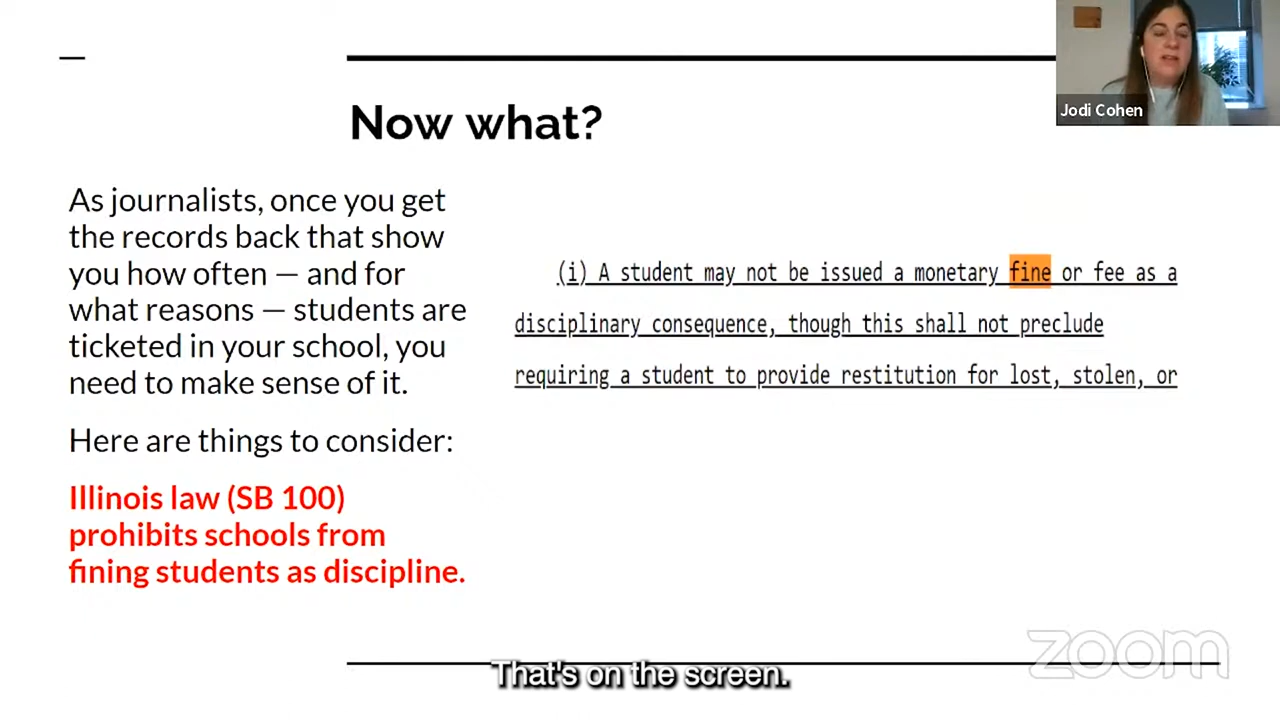 Jodi Cohen
Now what?
As journalists, once you get
the records back that show
you how often — and for
what reasons — students are
ticketed in your school, you
need to make sense of it.
Here are things to consider:
Illinois law (SB 100)
prohibits schools from
fining students as discipline.
(i) A student may not be issued a monetary fine or fee as a
disciplinary consequence, though this shall not preclude
requiring a student to provide restitution for lost, stolen, or
zoom
That's on the screen.